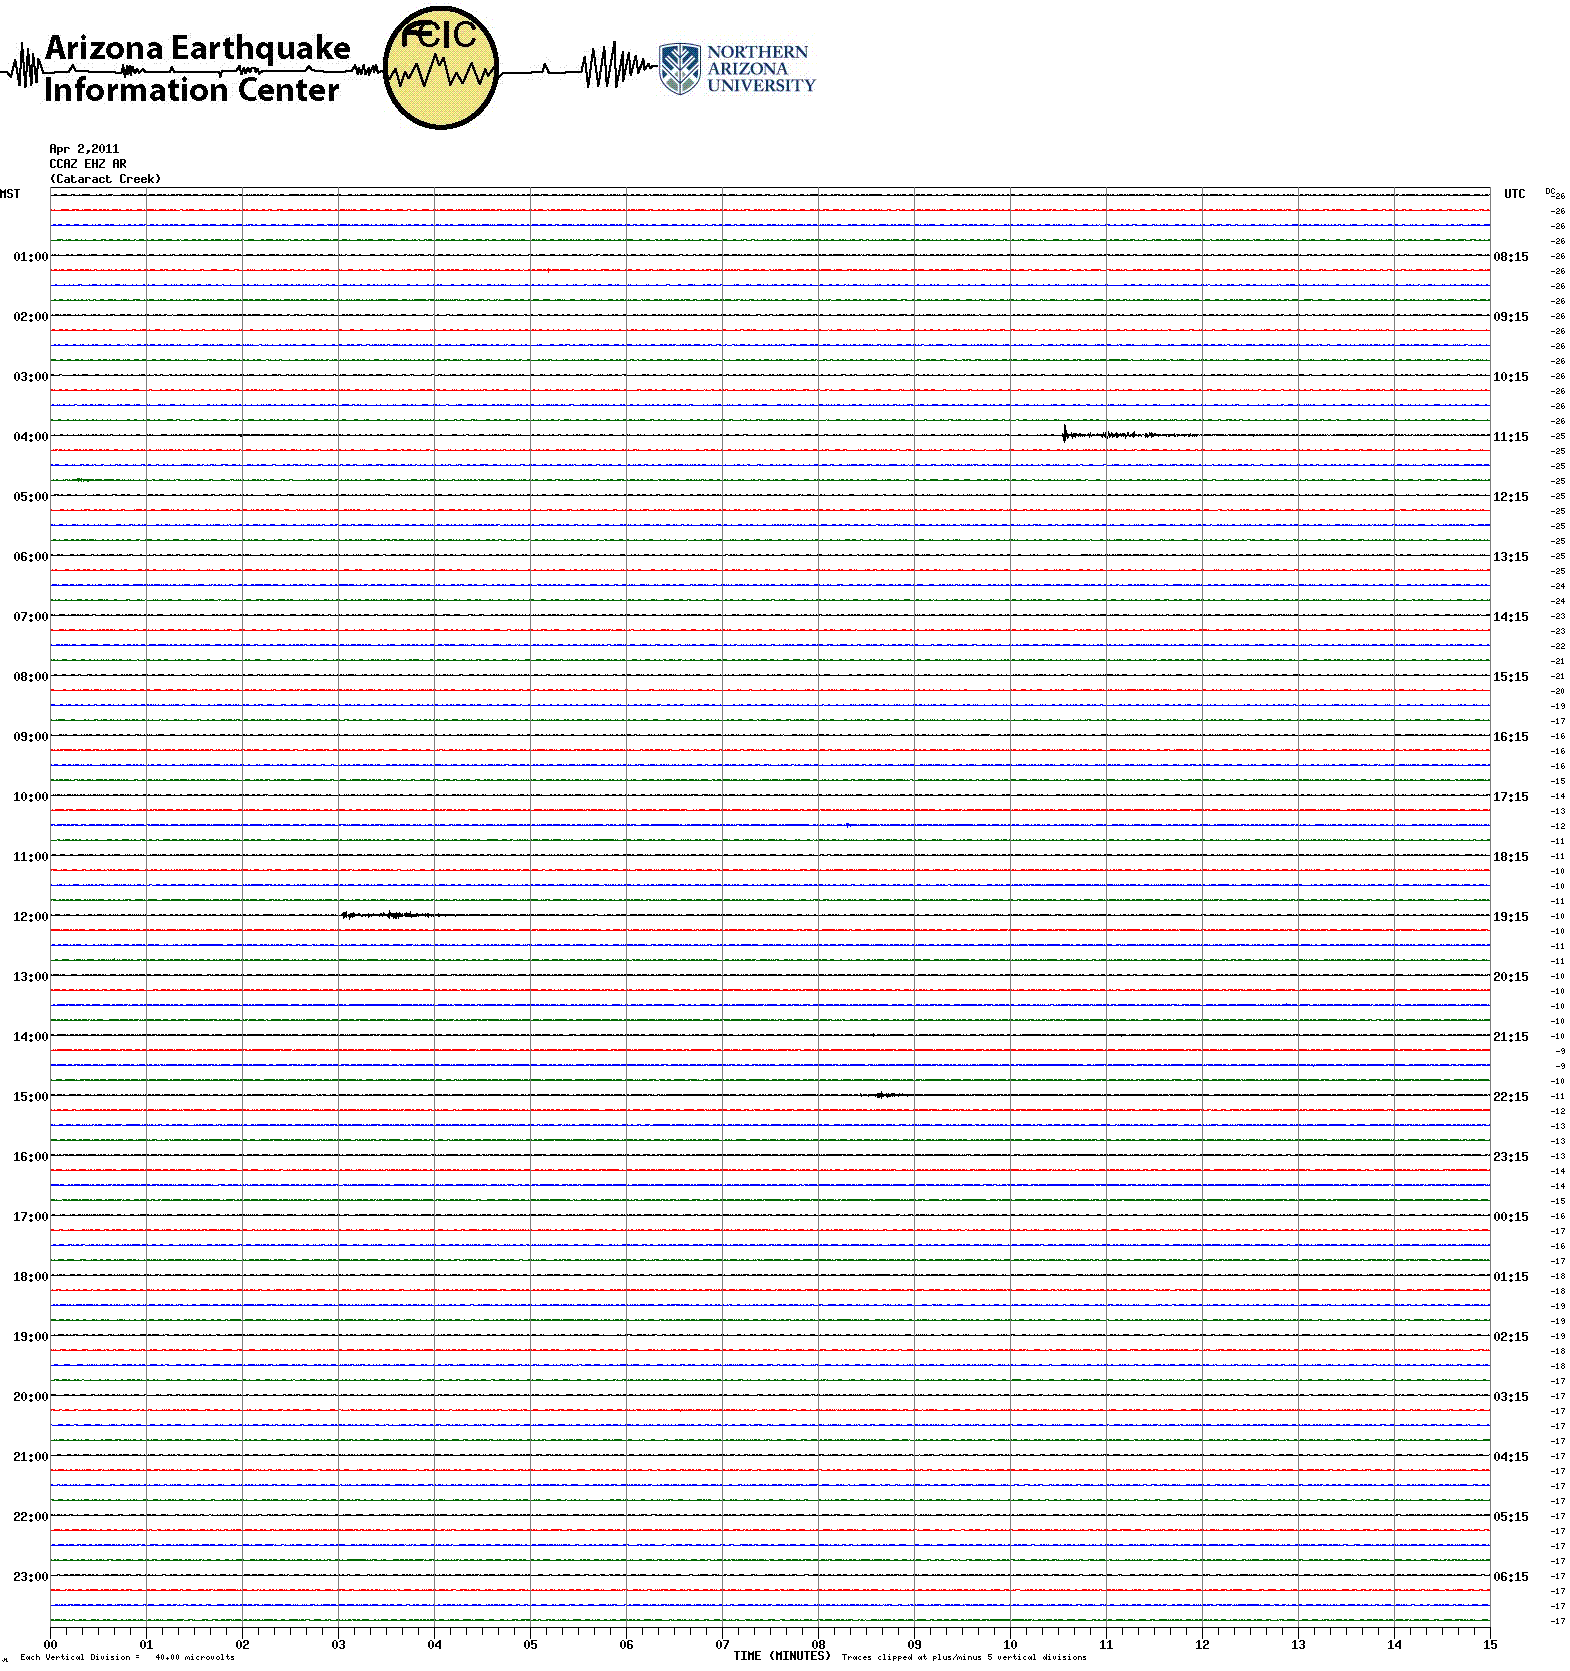 Arizona Earthquake
Information Center
ÆIC
NORTHERN
ARIZONA
UNIVERSITY
Apr 2,2011
CCAZ EHZ AR
(Cataract Creek)
MST UTC DC
-26
-26
-26
-26
01:00 08:15 -26
-26
-26
-26
02:00 09:15 -26
-26
-26
-26
03:00 10:15 -26
-26
-26
-26
04:00 11:15 -25
-25
-25
-25
05:00 12:15 -25
-25
-25
-25
06:00 13:15 -25
-25
-24
-24
07:00 14:15 -23
-23
-22
-21
08:00 15:15 -21
-20
-19
-17
09:00 16:15 -16
-16
-16
-15
10:00 17:15 -14
-13
-12
-11
11:00 18:15 -11
-10
-10
-11
12:00 19:15 -10
-10
-11
-11
13:00 20:15 -10
-10
-10
-10
14:00 21:15 -10
-9
-9
-10
15:00 22:15 -11
-12
-13
-13
16:00 23:15 -13
-14
-14
-15
17:00 00:15 -16
-17
-16
-17
18:00 01:15 -18
-18
-19
-19
19:00 02:15 -19
-18
-18
-17
20:00 03:15 -17
-17
-17
-17
21:00 04:15 -17
-17
-17
-17
22:00 05:15 -17
-17
-17
-17
23:00 06:15 -17
-17
-17
-17
00 01 02 03 04 05 06 07 08 09 10 11 12 13 14 15
Each Vertical Division = 40.00 microvolts TIME (MINUTES) Traces clipped at plus/minus 5 vertical divisions